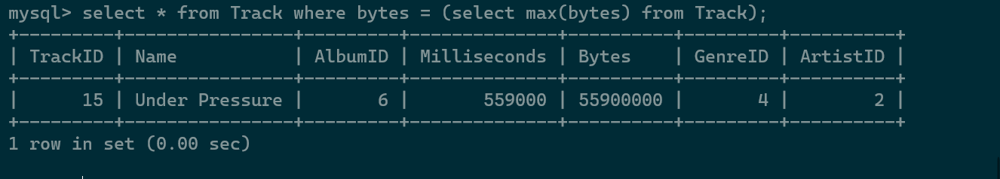 mysql> select * from Track where bytes = (select max(bytes) from Track);
+---------+----------------+---------+--------------+----------+---------+----------+
| TrackID | Name           | AlbumID | Milliseconds | Bytes    | GenreID | ArtistID |
+---------+----------------+---------+--------------+----------+---------+----------+
|      15 | Under Pressure |       6 |       559000 | 55900000 |       4 |        2 |
+---------+----------------+---------+--------------+----------+---------+----------+
1 row in set (0.00 sec)